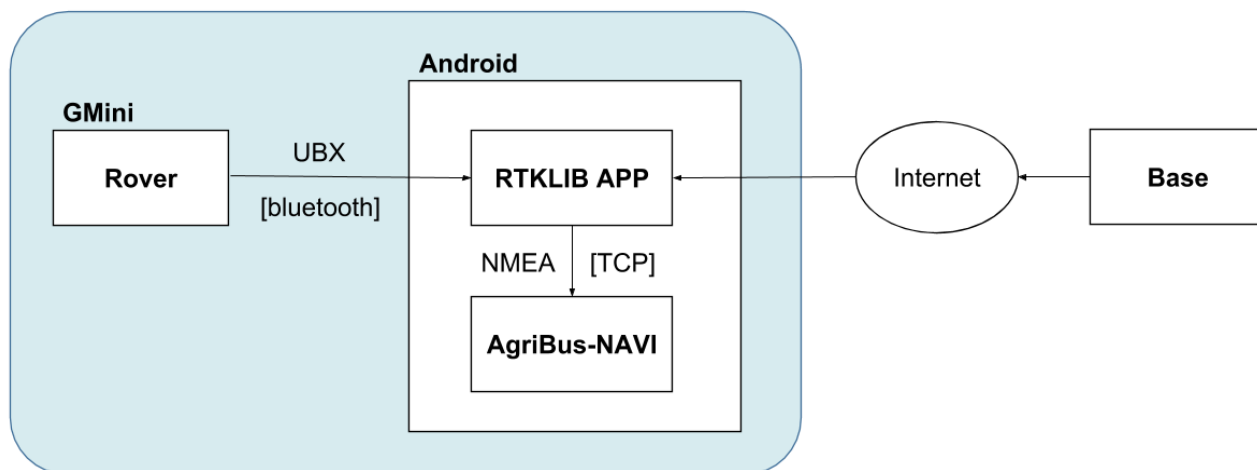 Android
GMini
Rover
UBX
[bluetooth]
RTKLIB APP
NMEA [TCP]
AgriBus-NAVI
Internet
Base